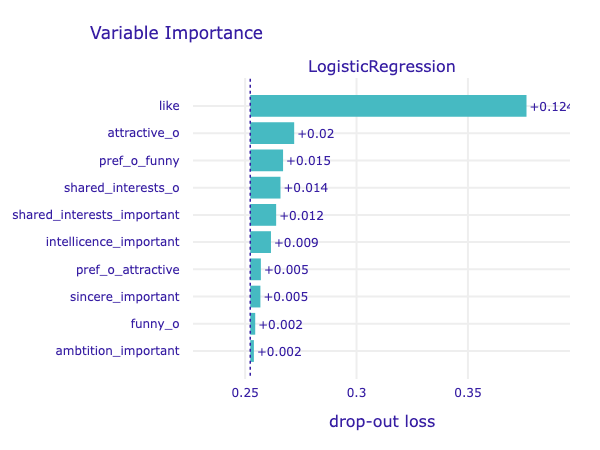 Variable Importance
LogisticRegression
like +0.124
attractive_o +0.02
pref_o_funny +0.015
shared_interests_o +0.014
shared_interests_important +0.012
intellicence_important +0.009
pref_o_attractive +0.005
sincere_important +0.005
funny_o +0.002
ambtition_important +0.002
0.25 0.3 0.35
drop-out loss